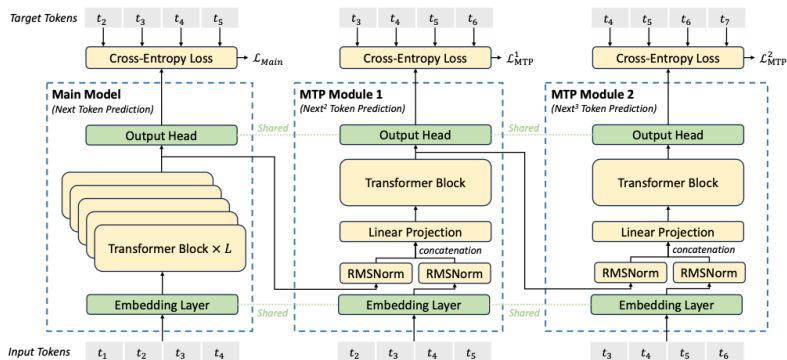 Target Tokens t₂ t₃ t₄ t₅ t₃ t₄ t₅ t₆ t₄ t₅ t₆ t₇
Cross-Entropy Loss ℒ_Main Cross-Entropy Loss ℒ¹_MTP Cross-Entropy Loss ℒ²_MTP
Main Model MTP Module 1 MTP Module 2
(Next Token Prediction) (Next² Token Prediction) (Next³ Token Prediction)
Output Head Shared Output Head Shared Output Head
Transformer Block Transformer Block
Transformer Block × L Linear Projection Linear Projection
concatenation concatenation
RMSNorm RMSNorm RMSNorm RMSNorm
Embedding Layer Shared Embedding Layer Shared Embedding Layer
Input Tokens t₁ t₂ t₃ t₄ t₂ t₃ t₄ t₅ t₃ t₄ t₅ t₆